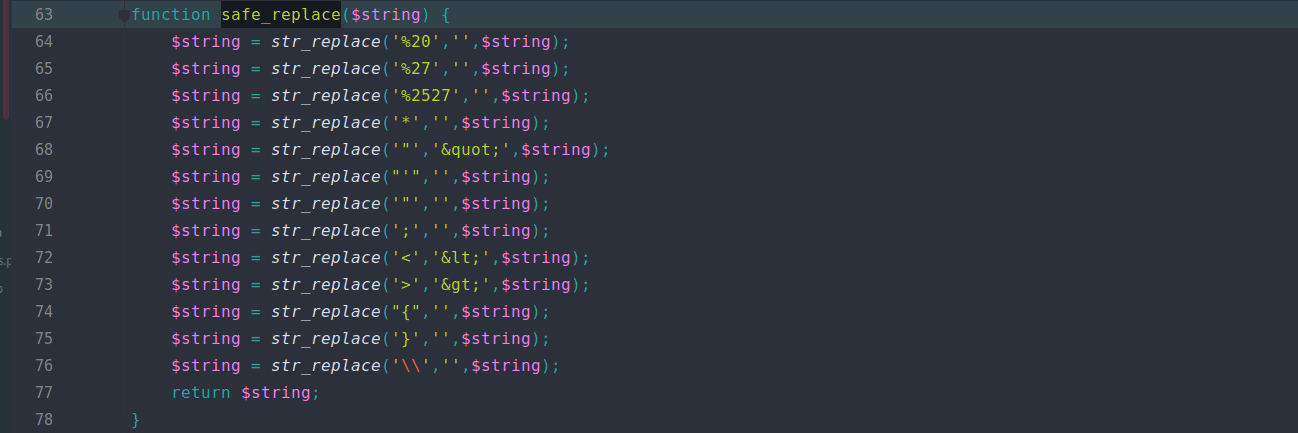 63 function safe_replace($string) {
64 $string = str_replace('%20','',$string);
65 $string = str_replace('%27','',$string);
66 $string = str_replace('%2527','',$string);
67 $string = str_replace('*','',$string);
68 $string = str_replace('"','&quot;',$string);
69 $string = str_replace("'",'',$string);
70 $string = str_replace('"','',$string);
71 $string = str_replace(';','',$string);
72 $string = str_replace('<','&lt;',$string);
73 $string = str_replace('>','&gt;',$string);
74 $string = str_replace("{",'',$string);
75 $string = str_replace('}','',$string);
76 $string = str_replace('\\','',$string);
77 return $string;
78 }